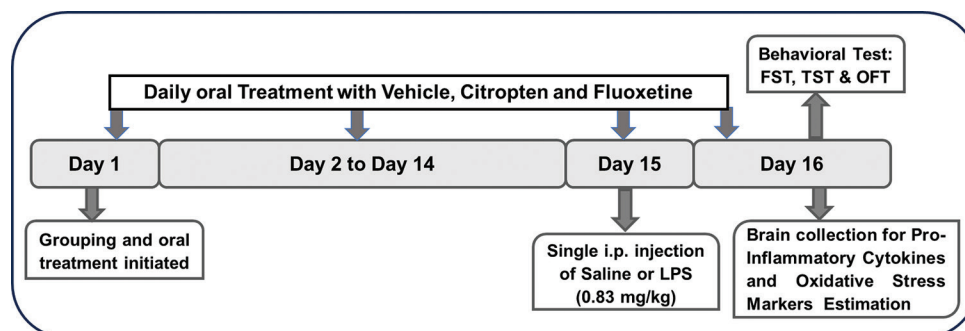 Behavioral Test:
FST, TST & OFT
Daily oral Treatment with Vehicle, Citropten and Fluoxetine
Day 1
Day 2 to Day 14
Day 15
Day 16
Grouping and oral
treatment initiated
Single i.p. injection
of Saline or LPS
(0.83 mg/kg)
Brain collection for Pro-
Inflammatory Cytokines
and Oxidative Stress
Markers Estimation